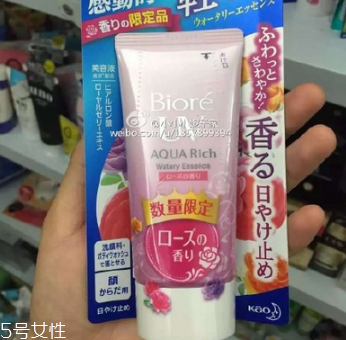 感動的
軽
香りの限定品
ウォータリーエッセンス
美容液
ヒアルロン酸
ローヤルゼリーエキス
ふわっと
さわやか!
香る
日やけ止め
Bioré
weibo.com/u/1357899394
AQUA Rich
Watery Essence
ローズの香り
数量限定
ローズの
香り
洗顔料・
ボディウォッシュで
落とせる
顔
からだ用
日やけ止め
Kao
5号女性